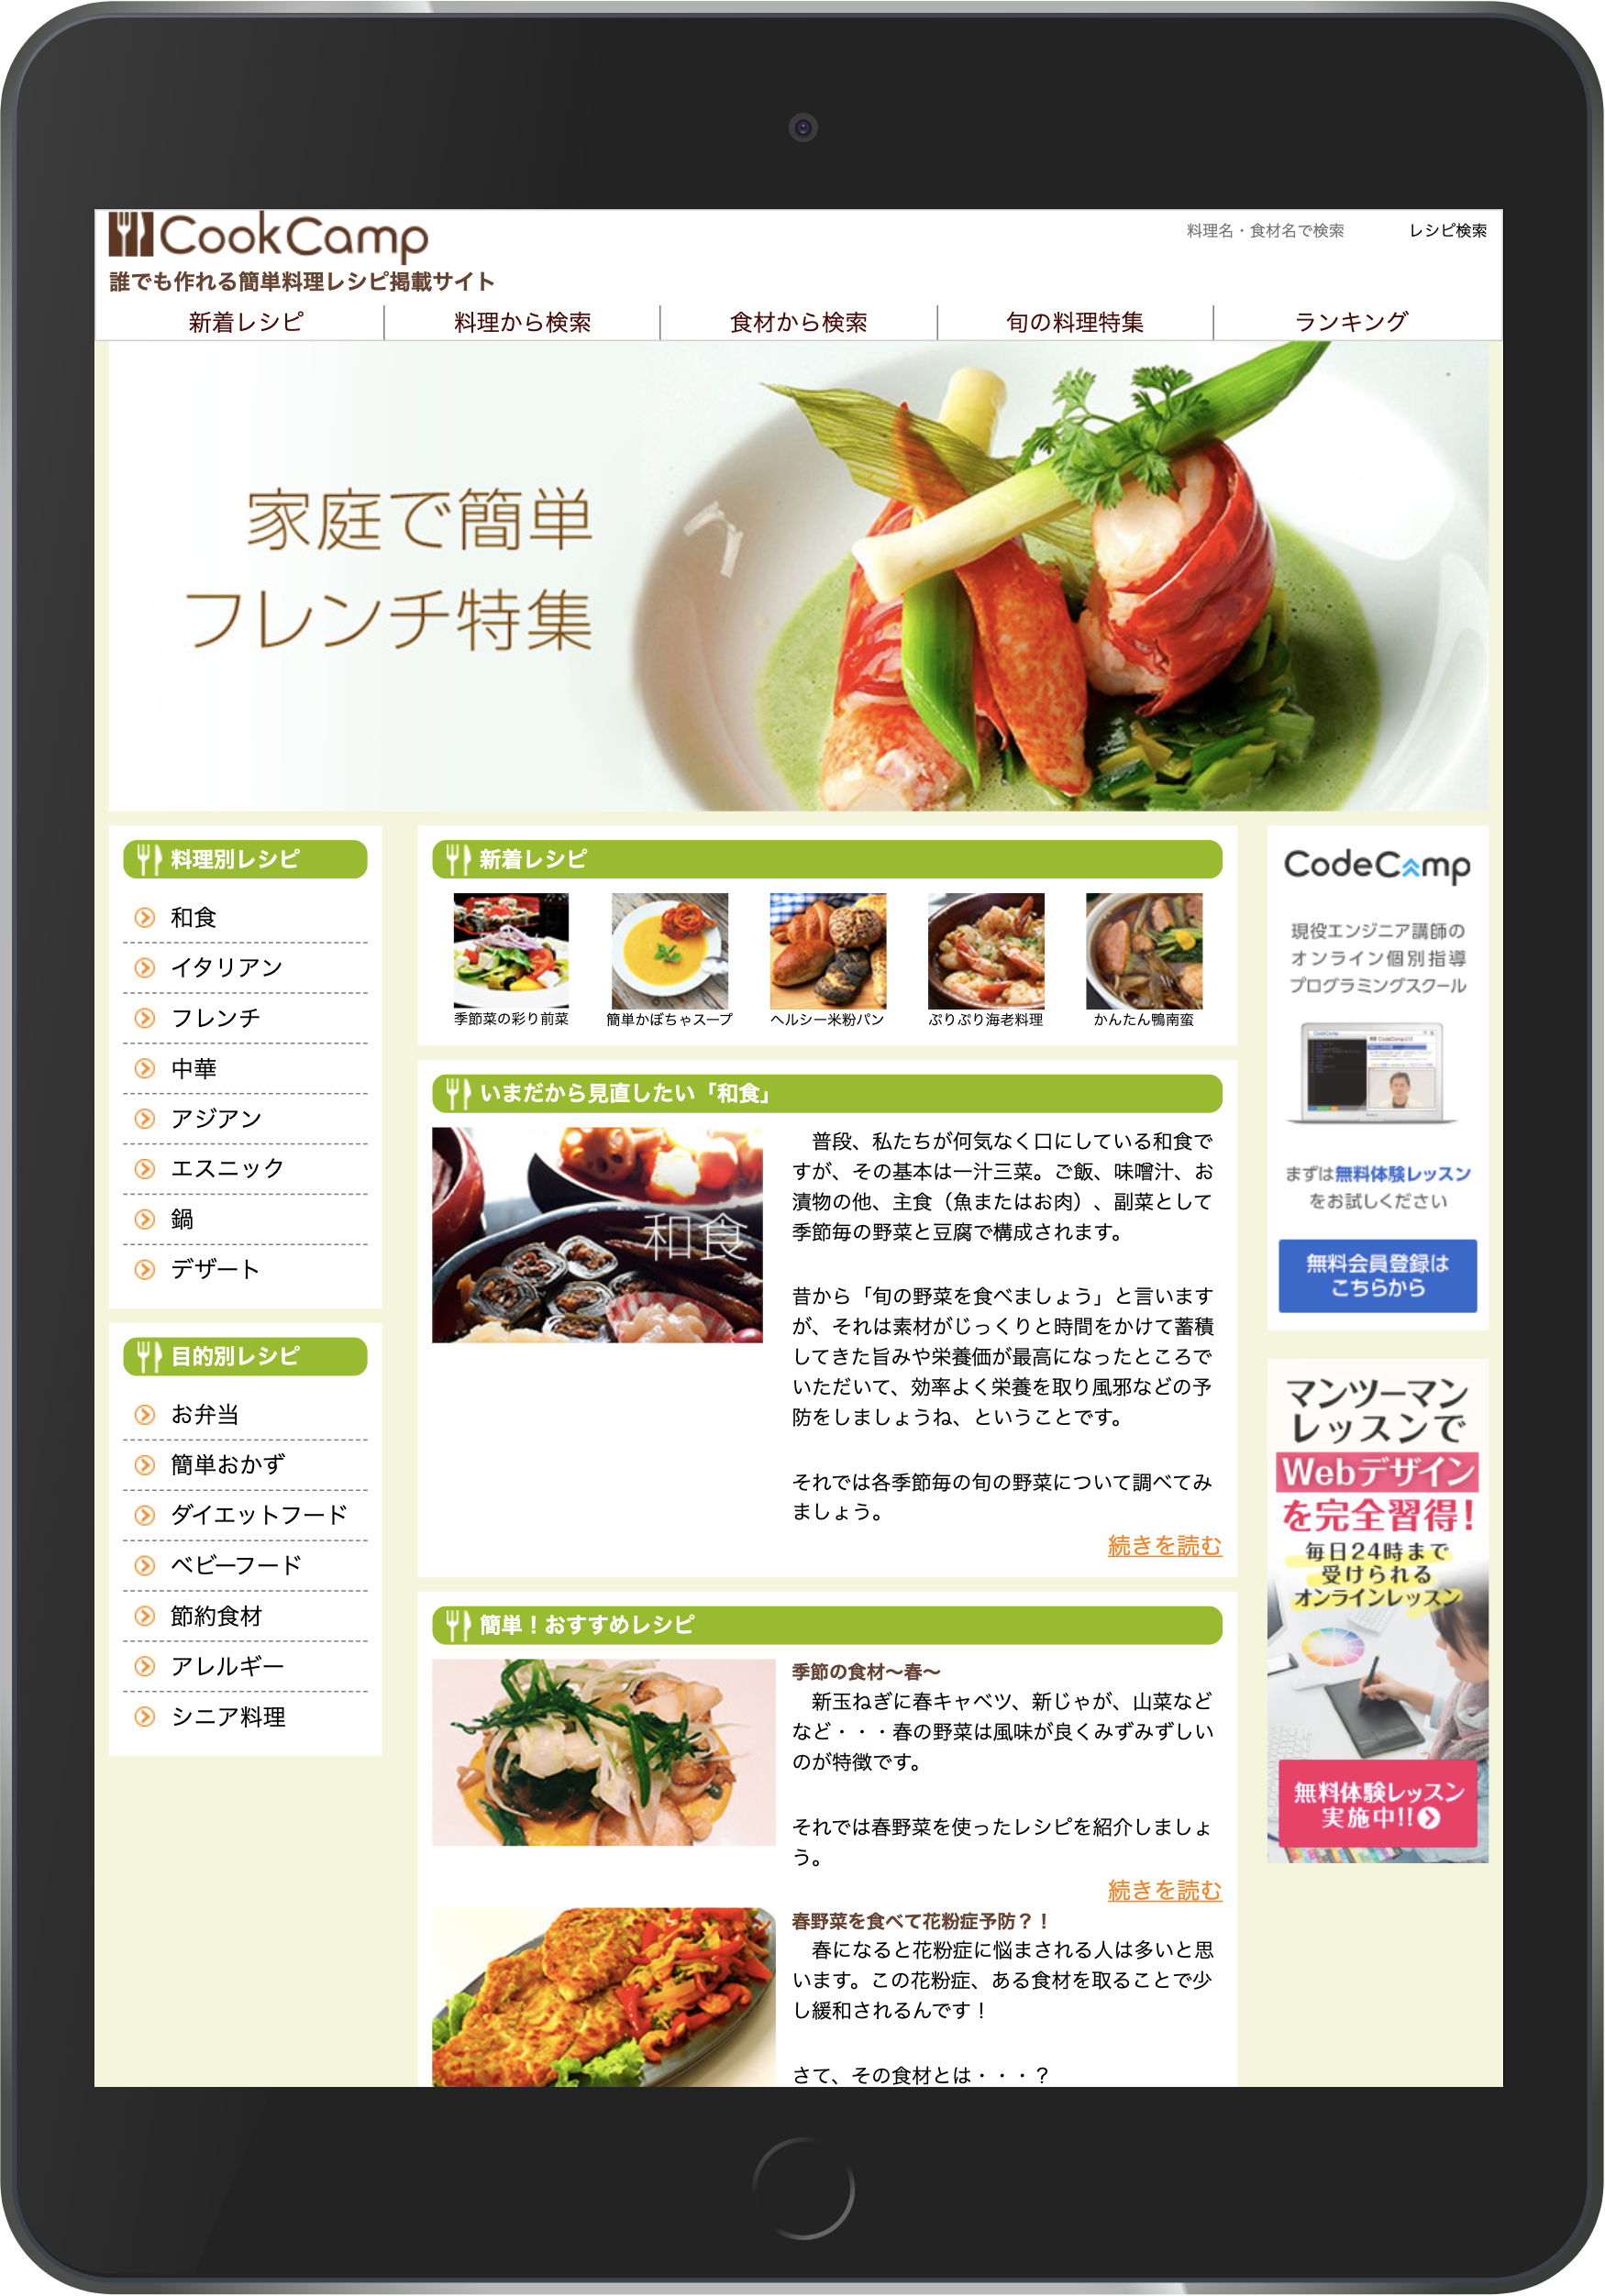 CookCamp
誰でも作れる簡単料理レシピ掲載サイト
料理名・食材名で検索
レシピ検索
新着レシピ
料理から検索
食材から検索
旬の料理特集
ランキング
家庭で簡単
フレンチ特集
料理別レシピ
和食
イタリアン
フレンチ
中華
アジアン
エスニック
鍋
デザート
目的別レシピ
お弁当
簡単おかず
ダイエットフード
ベビーフード
節約食材
アレルギー
シニア料理
新着レシピ
季節菜の彩り前菜
簡単かぼちゃスープ
ヘルシー米粉パン
ぷりぷり海老料理
かんたん鴨南蛮
いまだから見直したい「和食」
和食
普段、私たちが何気なく口にしている和食で
すが、その基本は一汁三菜。ご飯、味噌汁、お
漬物の他、主食（魚またはお肉）、副菜として
季節毎の野菜と豆腐で構成されます。
昔から「旬の野菜を食べましょう」と言います
が、それは素材がじっくりと時間をかけて蓄積
してきた旨みや栄養価が最高になったところで
いただいて、効率よく栄養を取り風邪などの予
防をしましょうね、ということです。
それでは各季節毎の旬の野菜について調べてみ
ましょう。
続きを読む
簡単！おすすめレシピ
季節の食材〜春〜
新玉ねぎに春キャベツ、新じゃが、山菜など
など・・・春の野菜は風味が良くみずみずしい
のが特徴です。
それでは春野菜を使ったレシピを紹介しましょ
う。
続きを読む
春野菜を食べて花粉症予防？！
春になると花粉症に悩まされる人は多いと思
います。この花粉症、ある食材を取ることで少
し緩和されるんです！
さて、その食材とは・・・？
CodeCamp
現役エンジニア講師の
オンライン個別指導
プログラミングスクール
まずは無料体験レッスン
をお試しください
無料会員登録は
こちらから
マンツーマン
レッスンで
Webデザイン
を完全習得！
毎日24時まで
受けられる
オンラインレッスン
無料体験レッスン
実施中!!